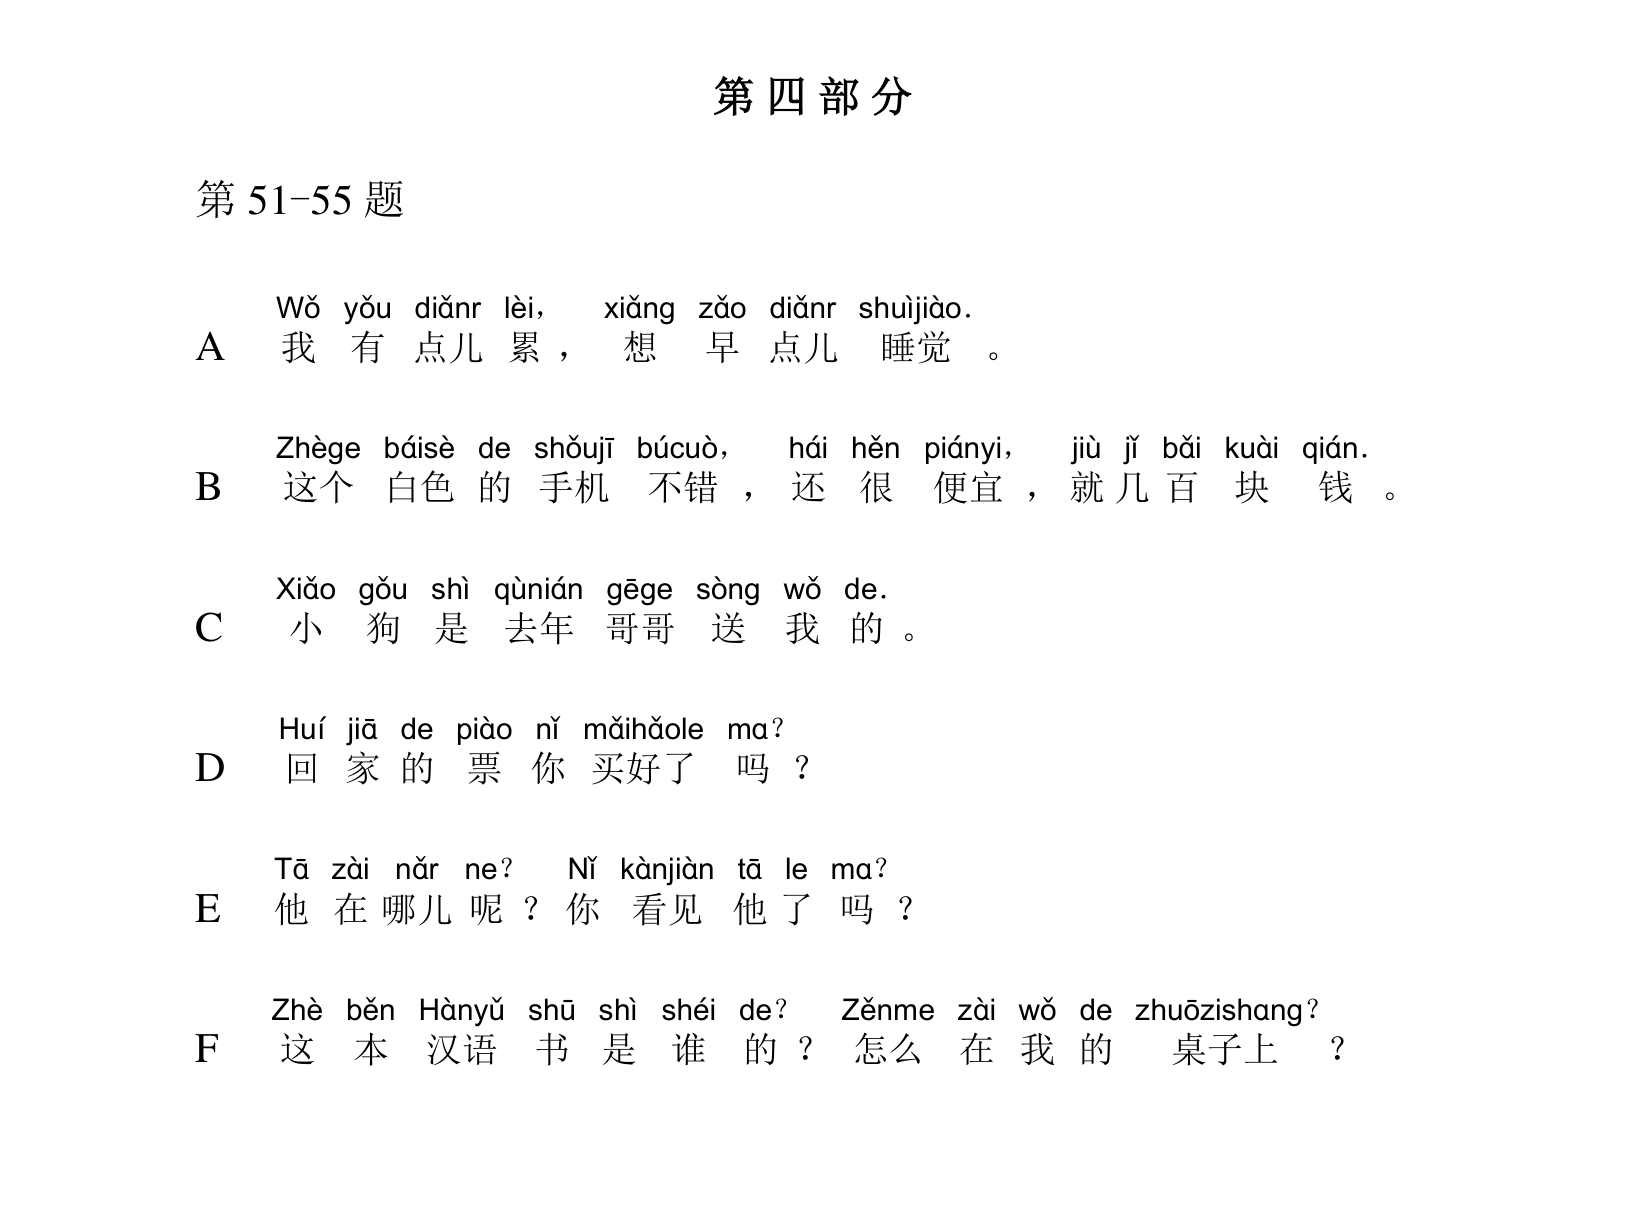 第四部分
第 51-55 题
Wǒ yǒu diǎnr lèi， xiǎng zǎo diǎnr shuìjiào.
A 我 有 点儿 累 ， 想 早 点儿 睡觉 。
Zhège báisè de shǒujī búcuò， hái hěn piányi， jiù jǐ bǎi kuài qián.
B 这个 白色 的 手机 不错 ， 还 很 便宜 ， 就 几 百 块 钱 。
Xiǎo gǒu shì qùnián gēge sòng wǒ de.
C 小 狗 是 去年 哥哥 送 我 的 。
Huí jiā de piào nǐ mǎihǎole ma？
D 回 家 的 票 你 买好了 吗 ？
Tā zài nǎr ne？ Nǐ kànjiàn tā le ma？
E 他 在 哪儿 呢 ？ 你 看见 他 了 吗 ？
Zhè běn Hànyǔ shū shì shéi de？ Zěnme zài wǒ de zhuōzishang？
F 这 本 汉语 书 是 谁 的 ？ 怎么 在 我 的 桌子上 ？